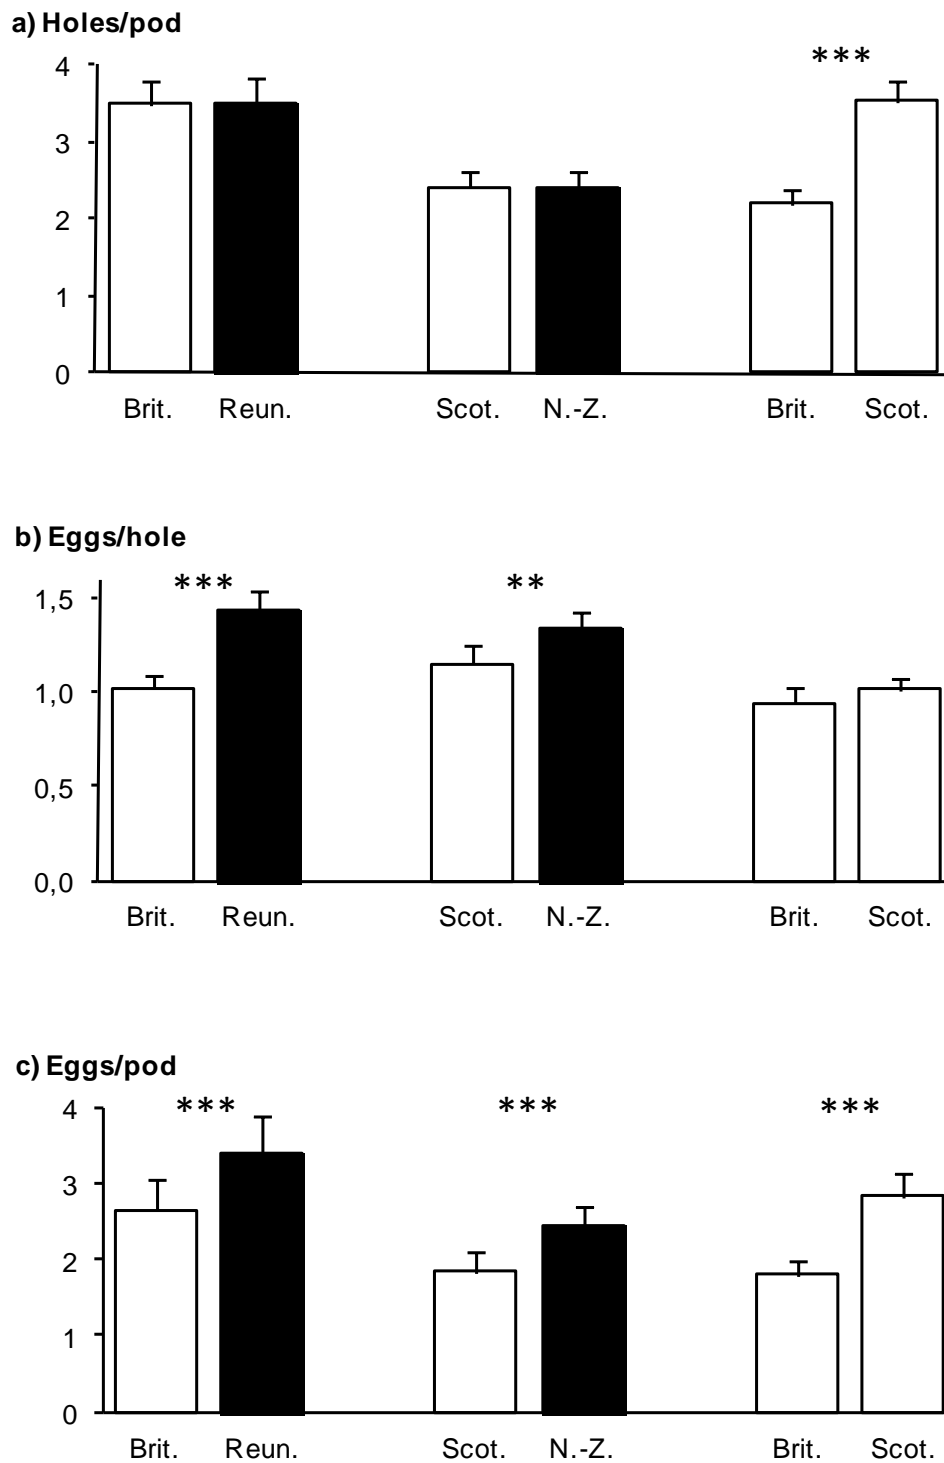 a) Holes/pod
***
4
3
2
1
0
Brit. Reun. Scot. N.-Z. Brit. Scot.
b) Eggs/hole
*** **
1,5
1,0
0,5
0,0
Brit. Reun. Scot. N.-Z. Brit. Scot.
c) Eggs/pod
*** *** ***
4
3
2
1
0
Brit. Reun. Scot. N.-Z. Brit. Scot.